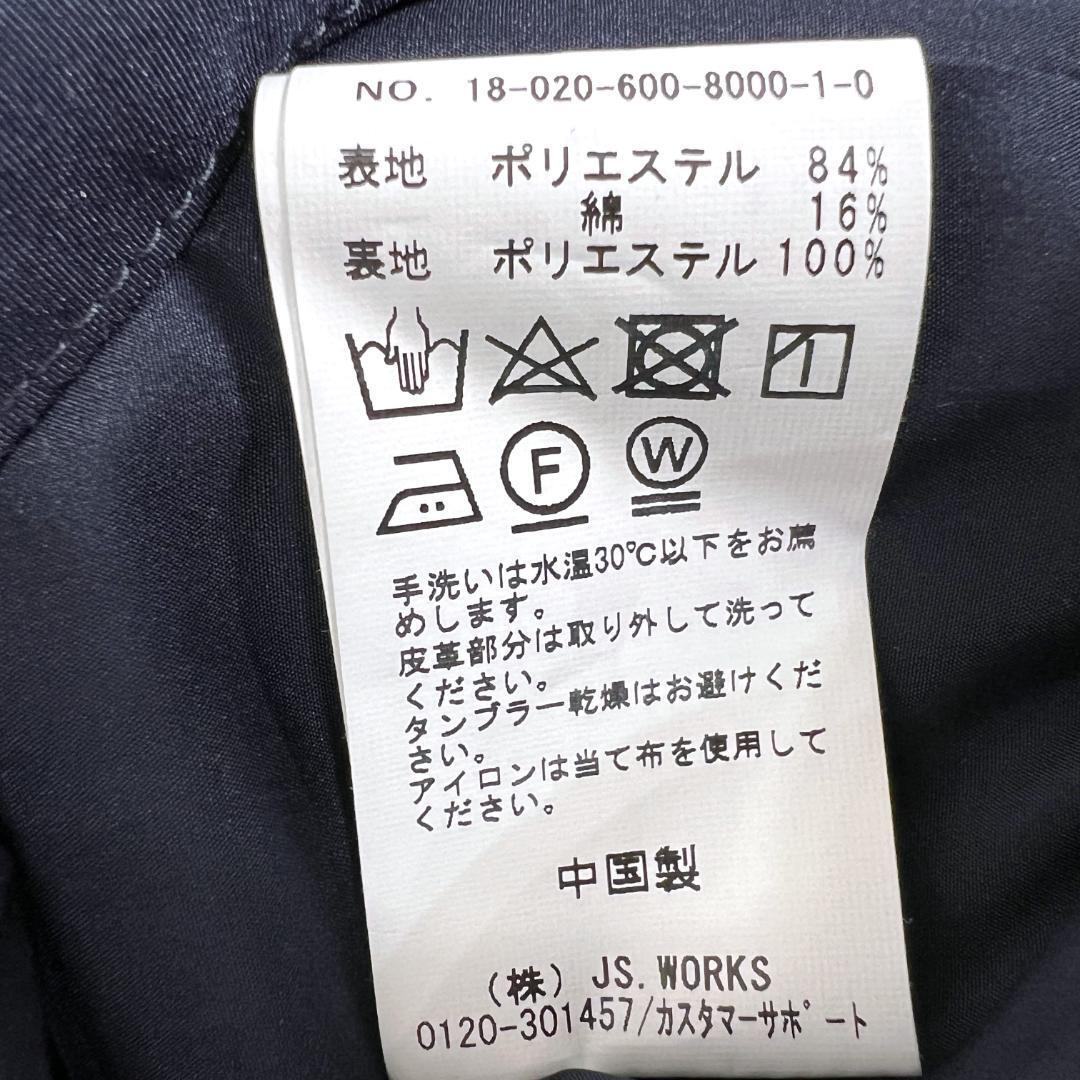 NO. 18-020-600-8000-1-0
表地 ポリエステル 84%
綿 16%
裏地 ポリエステル 100%
1
F W
手洗いは水温30℃以下をお薦
めします。
皮革部分は取り外して洗って
ください。
タンブラー乾燥はお避けくだ
さい。
アイロンは当て布を使用して
ください。
中国製
(株) JS.WORKS
0120-301457/カスタマーサポート